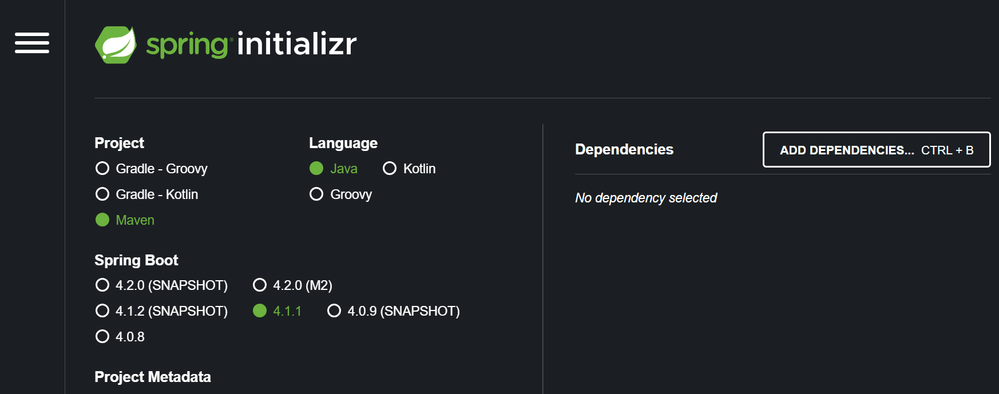 spring initializr
Project
Gradle - Groovy
Gradle - Kotlin
Maven
Language
Java Kotlin
Groovy
Spring Boot
4.2.0 (SNAPSHOT) 4.2.0 (M2)
4.1.2 (SNAPSHOT) 4.1.1 4.0.9 (SNAPSHOT)
4.0.8
Project Metadata
Dependencies
ADD DEPENDENCIES... CTRL + B
No dependency selected